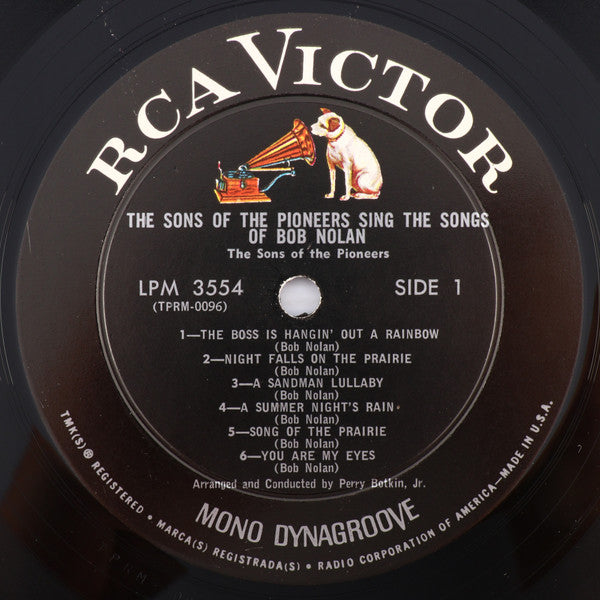 RCA VICTOR
THE SONS OF THE PIONEERS SING THE SONGS
OF BOB NOLAN
The Sons of the Pioneers
LPM 3554 SIDE 1
(TPRM-0096)
1—THE BOSS IS HANGIN' OUT A RAINBOW
(Bob Nolan)
2—NIGHT FALLS ON THE PRAIRIE
(Bob Nolan)
3—A SANDMAN LULLABY
(Bob Nolan)
4—A SUMMER NIGHT'S RAIN
(Bob Nolan)
5—SONG OF THE PRAIRIE
(Bob Nolan)
6—YOU ARE MY EYES
(Bob Nolan)
Arranged and Conducted by Perry Botkin, Jr.
MONO DYNAGROOVE
TMK(S) ® REGISTERED • MARCA(S) REGISTRADA(S) • RADIO CORPORATION OF AMERICA—MADE IN U.S.A.